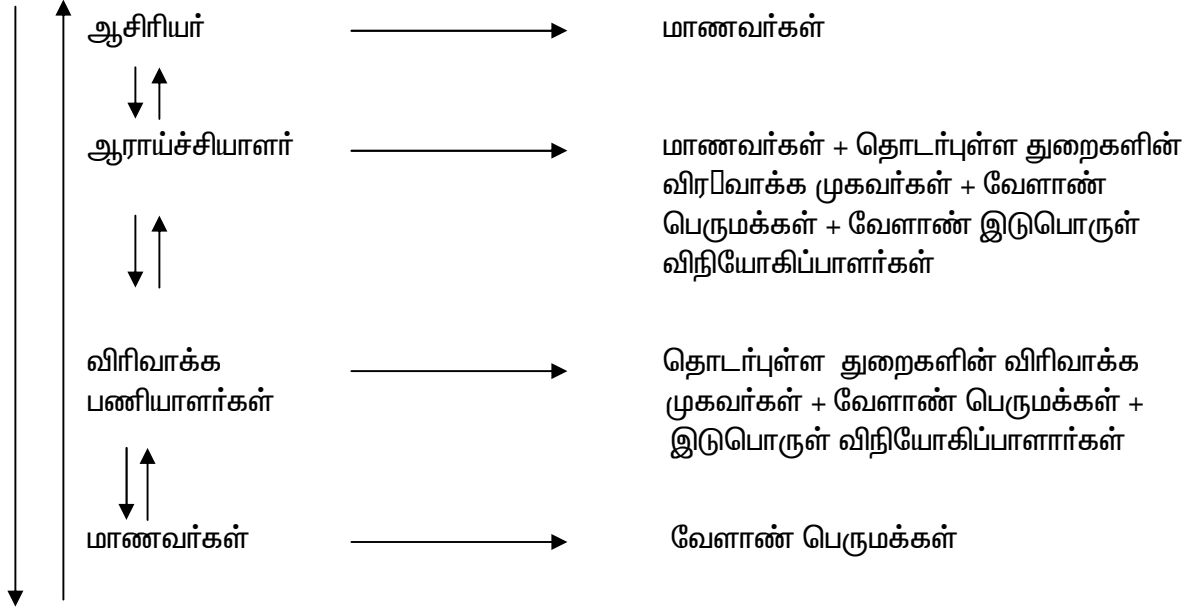 ஆசிரியர்
மாணவர்கள்
ஆராய்ச்சியாளர்
மாணவர்கள் + தொடர்புள்ள துறைகளின்
முகவர்கள் + வேளாண்
பெருமக்கள் + வேளாண் இடுபொருள்
விநியோகிப்பாளர்கள்
விரிவாக்க
பணியாளர்கள்
தொடர்புள்ள துறைகளின் விரிவாக்க
முகவர்கள் + வேளாண் பெருமக்கள் +
இடுபொருள் விநியோகிப்பாளார்கள்
மாணவர்கள்
வேளாண் பெருமக்கள்